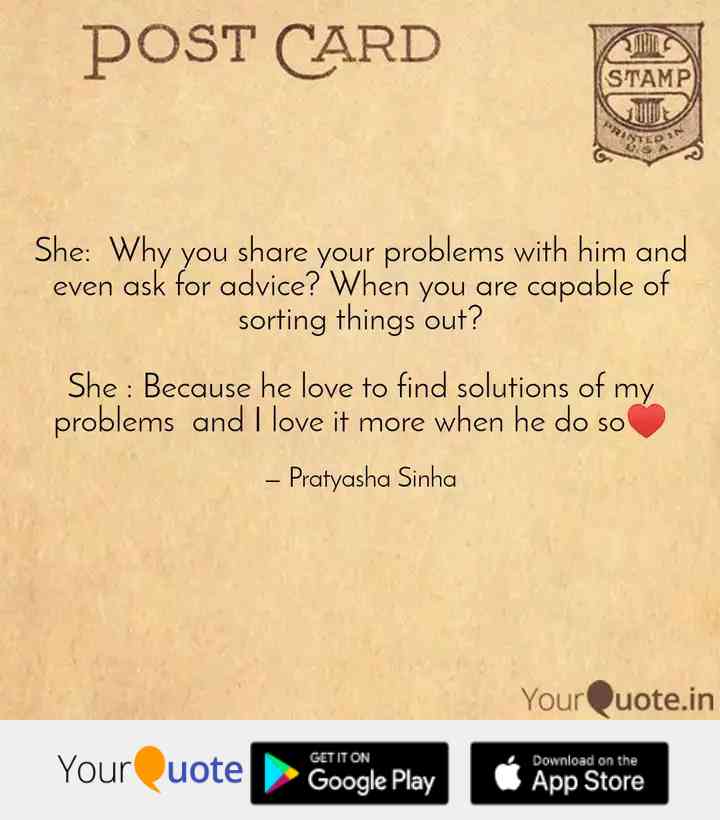 POST CARD
STAMP
PRINTED IN
U.S.A.
She:  Why you share your problems with him and
even ask for advice? When you are capable of
sorting things out?
She : Because he love to find solutions of my
problems  and I love it more when he do so❤️
– Pratyasha Sinha
YourQuote.in
YourQuote
GET IT ON
Google Play
Download on the
App Store